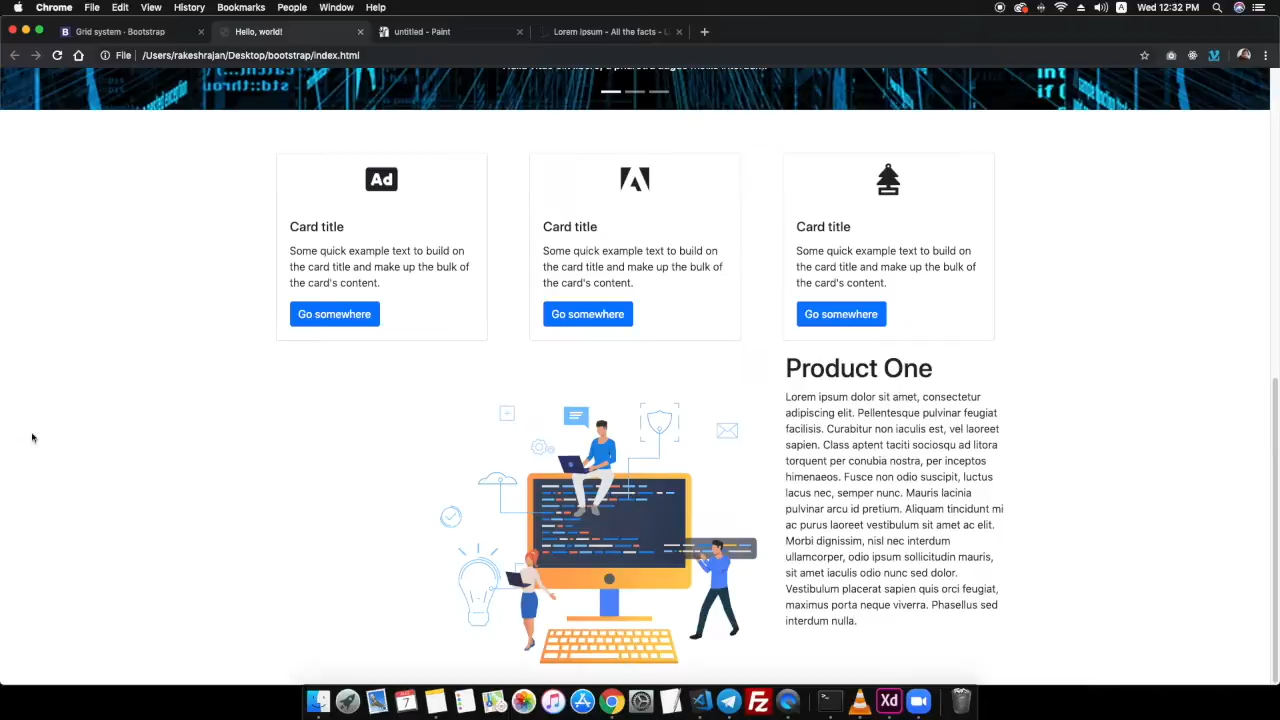 Chrome File Edit View History Bookmarks People Window Help
A Wed 12:32 PM
Grid system · Bootstrap
Hello, world!
untitled - Paint
Lorem Ipsum - All the facts - L
File /Users/rakeshrajan/Desktop/bootstrap/index.html
Ad
Card title
Some quick example text to build on
the card title and make up the bulk of
the card's content.
Go somewhere
Card title
Some quick example text to build on
the card title and make up the bulk of
the card's content.
Go somewhere
Card title
Some quick example text to build on
the card title and make up the bulk of
the card's content.
Go somewhere
Product One
Lorem ipsum dolor sit amet, consectetur
adipiscing elit. Pellentesque pulvinar feugiat
facilisis. Curabitur non iaculis est, vel laoreet
sapien. Class aptent taciti sociosqu ad litora
torquent per conubia nostra, per inceptos
himenaeos. Fusce non odio suscipit, luctus
lacus nec, semper nunc. Mauris lacinia
pulvinar arcu id pretium. Aliquam tincidunt mi
ac purus laoreet vestibulum sit amet ac elit.
Morbi dignissim, nisl nec interdum
ullamcorper, odio ipsum sollicitudin mauris,
sit amet iaculis odio nunc sed dolor.
Vestibulum placerat sapien quis orci feugiat,
maximus porta neque viverra. Phasellus sed
interdum nulla.
7
Fz
Xd